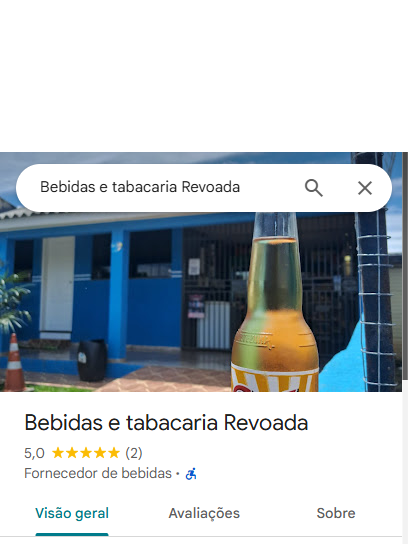 Bebidas e tabacaria Revoada
Bebidas e tabacaria Revoada
5,0 (2)
Fornecedor de bebidas ·
Visão geral
Avaliações
Sobre